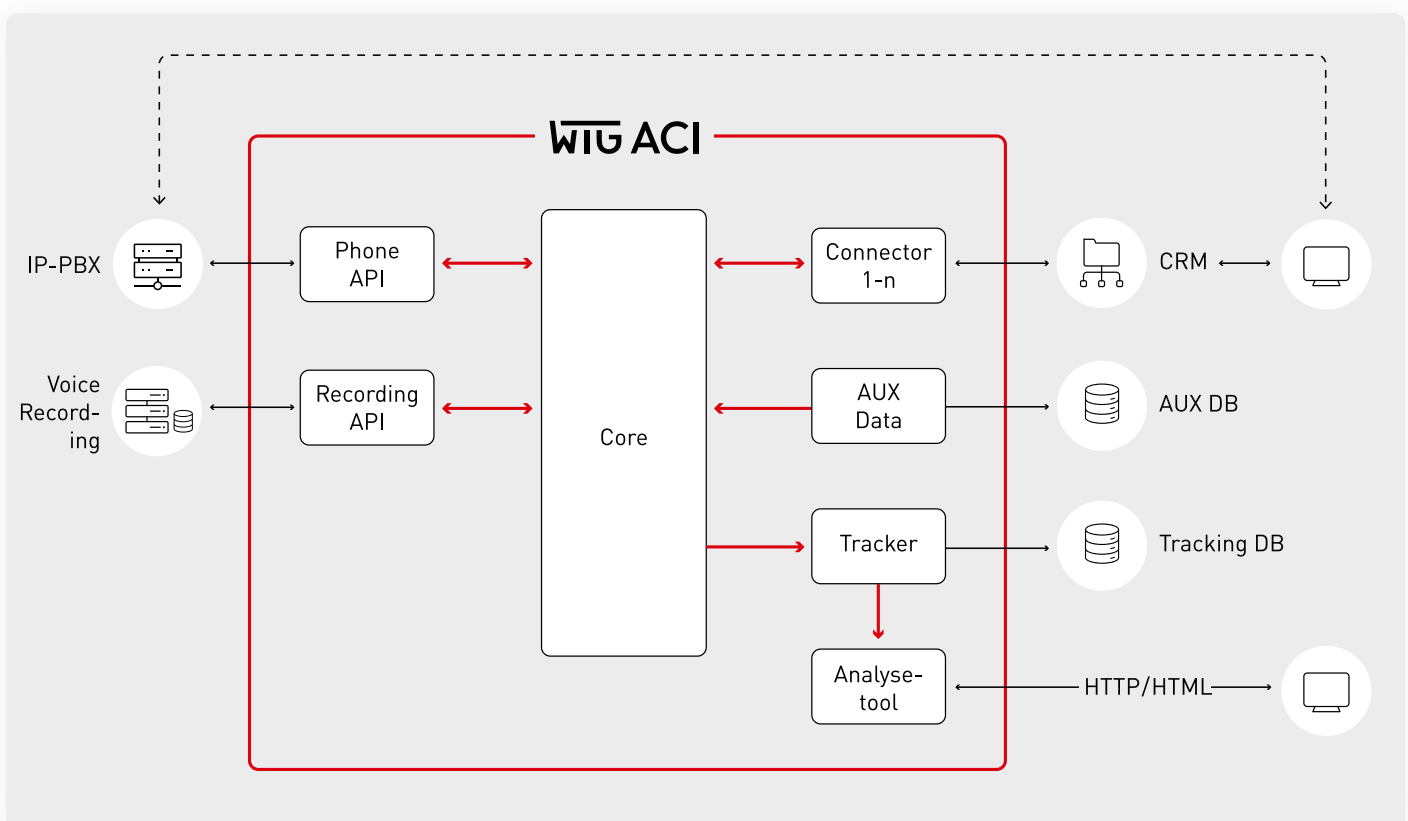 WTG ACI
IP-PBX
Phone
API
Connector
1-n
CRM
Voice
Record-
ing
Recording
API
Core
AUX
Data
AUX DB
Tracker
Tracking DB
Analyse-
tool
HTTP/HTML